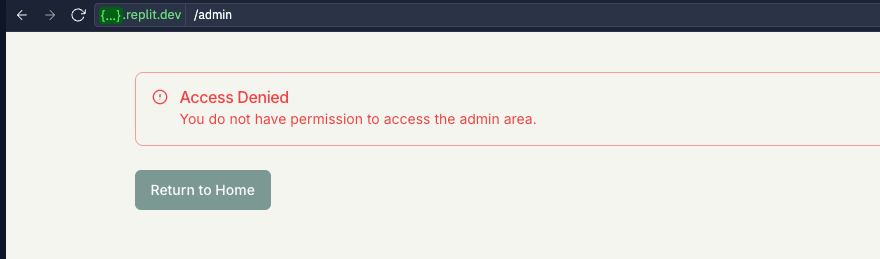 {...}.replit.dev /admin
Access Denied
You do not have permission to access the admin area.
Return to Home